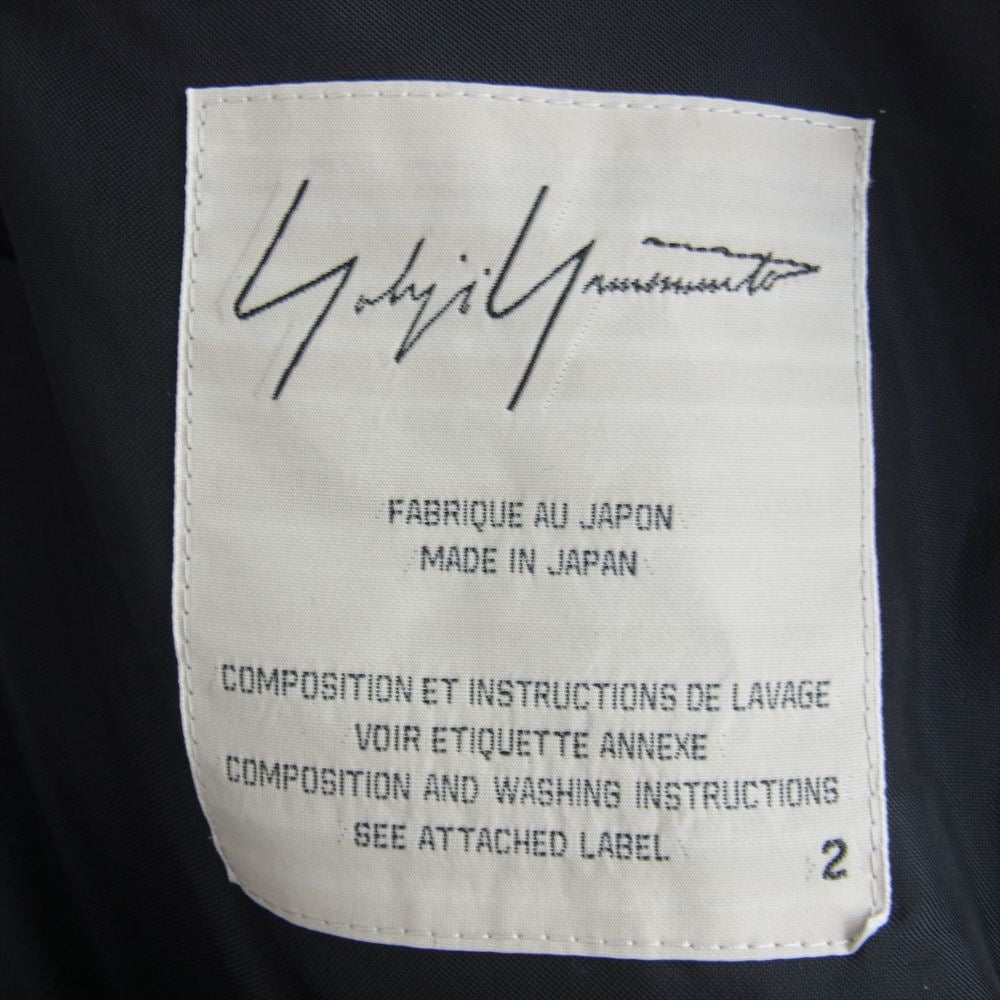 Yohji Yamamoto
FABRIQUE AU JAPON
MADE IN JAPAN
COMPOSITION ET INSTRUCTIONS DE LAVAGE
VOIR ETIQUETTE ANNEXE
COMPOSITION AND WASHING INSTRUCTIONS
SEE ATTACHED LABEL
2